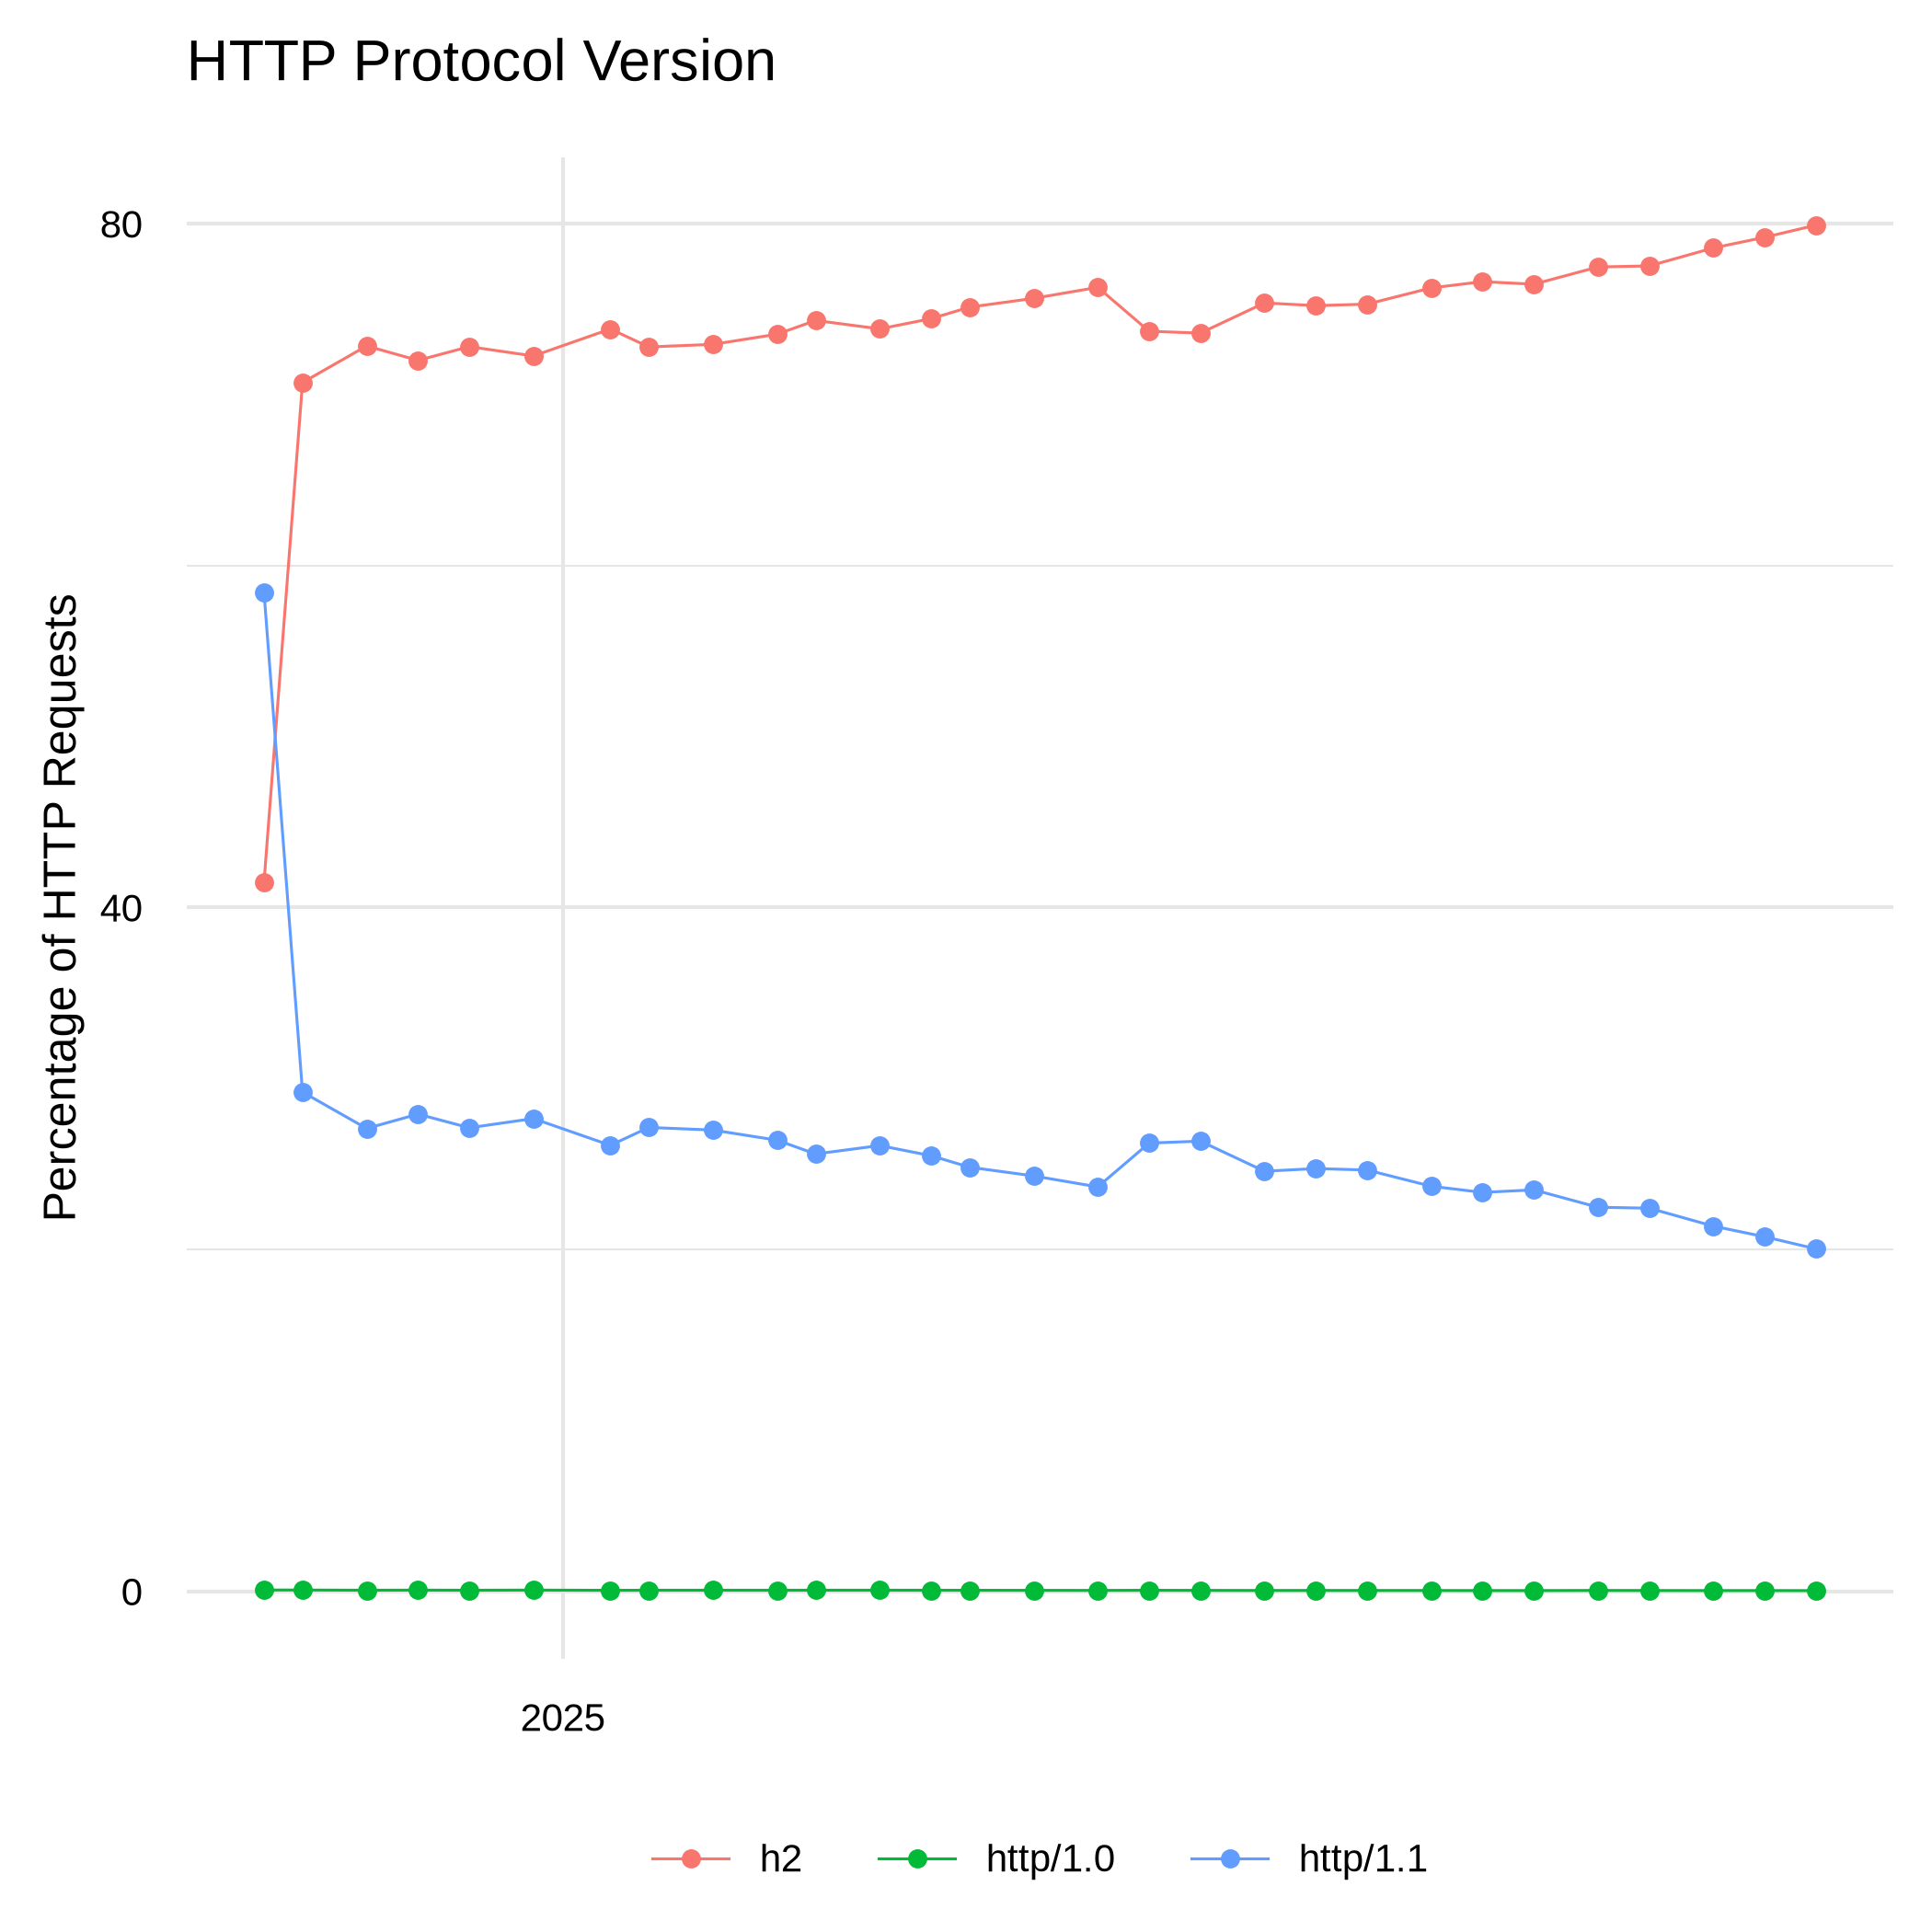 HTTP Protocol Version
Percentage of HTTP Requests
80
40
0
2025
h2
http/1.0
http/1.1